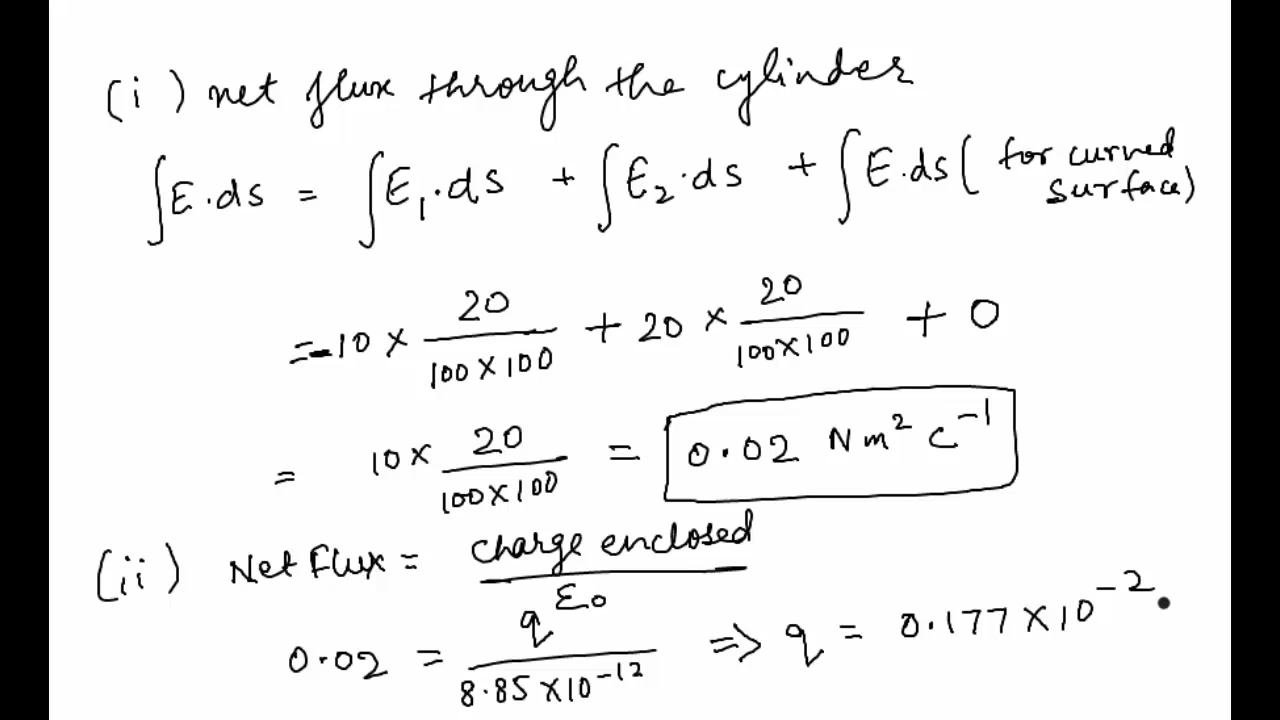 (i) net flux through the cylinder
∫E.ds = ∫E₁.ds + ∫E₂.ds + ∫E.ds (for curved surface)
= -10 × 20/(100×100) + 20 × 20/(100×100) + 0
= 10 × 20/(100×100) = 0.02 Nm² C⁻¹
(ii) Net Flux = charge enclosed/ε₀
0.02 = q/(8.85×10⁻¹²) => q = 0.177×10⁻²